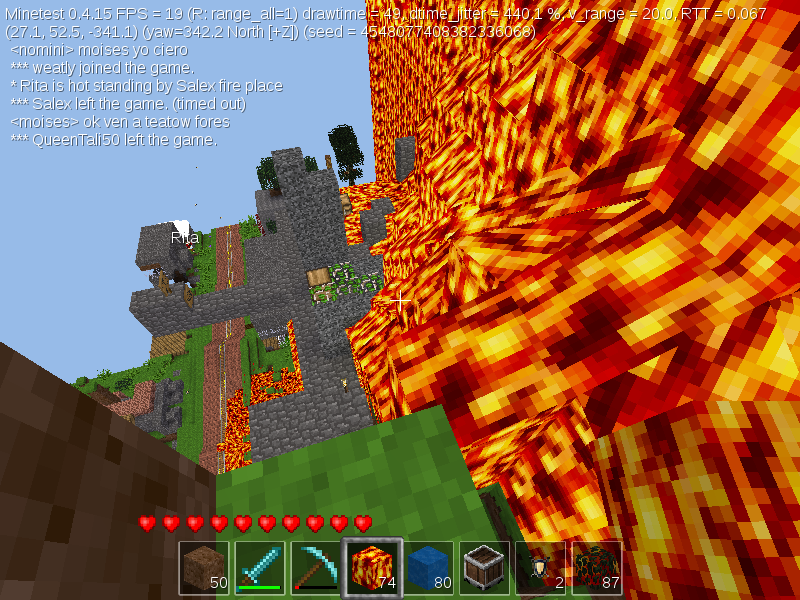 Minetest 0.4.15 FPS = 19 (P: range_all=1) drawtime = 49, dtime_jitter = 440.1 %, v_range = 20.0, RTT = 0.067
(27.1, 52.5, -341.1) (yaw=342.2 North [+Z]) (seed = 4548077408382336068)
<nomini> moises yo ciero
*** weatly joined the game.
* Rita is hot standing by Salex fire place
*** Salex left the game. (timed out)
<moises> ok ven a teatow fores
*** QueenTali50 left the game.
Rita
50 74 80 2 87